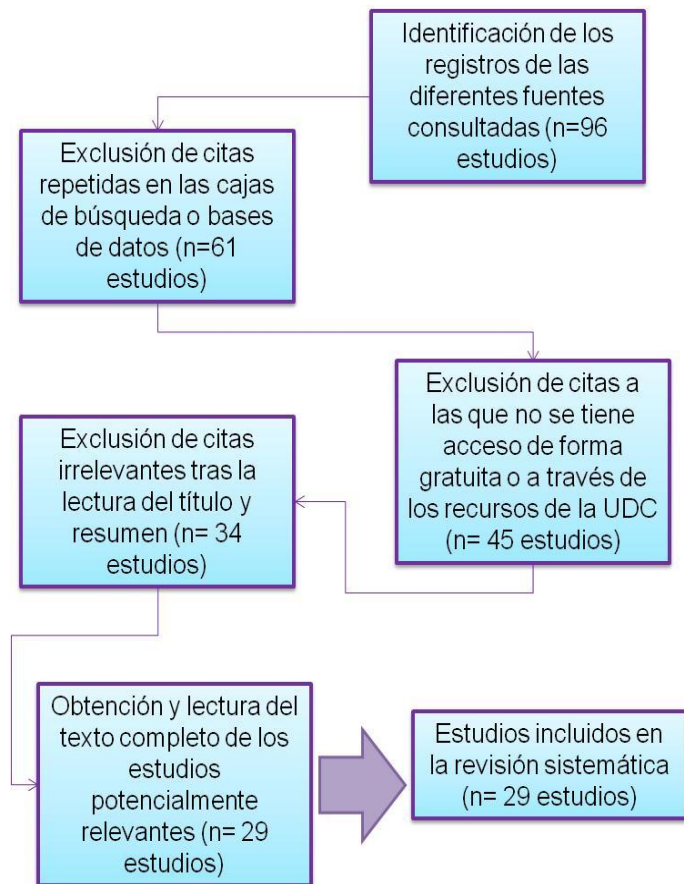 Identificación de los
registros de las
diferentes fuentes
consultadas (n=96
estudios)
Exclusión de citas
repetidas en las cajas
de búsqueda o bases
de datos (n=61
estudios)
Exclusión de citas a
las que no se tiene
acceso de forma
gratuita o a través de
los recursos de la UDC
(n= 45 estudios)
Exclusión de citas
irrelevantes tras la
lectura del título y
resumen (n= 34
estudios)
Obtención y lectura del
texto completo de los
estudios
potencialmente
relevantes (n= 29
estudios)
Estudios incluidos en
la revisión sistemática
(n= 29 estudios)